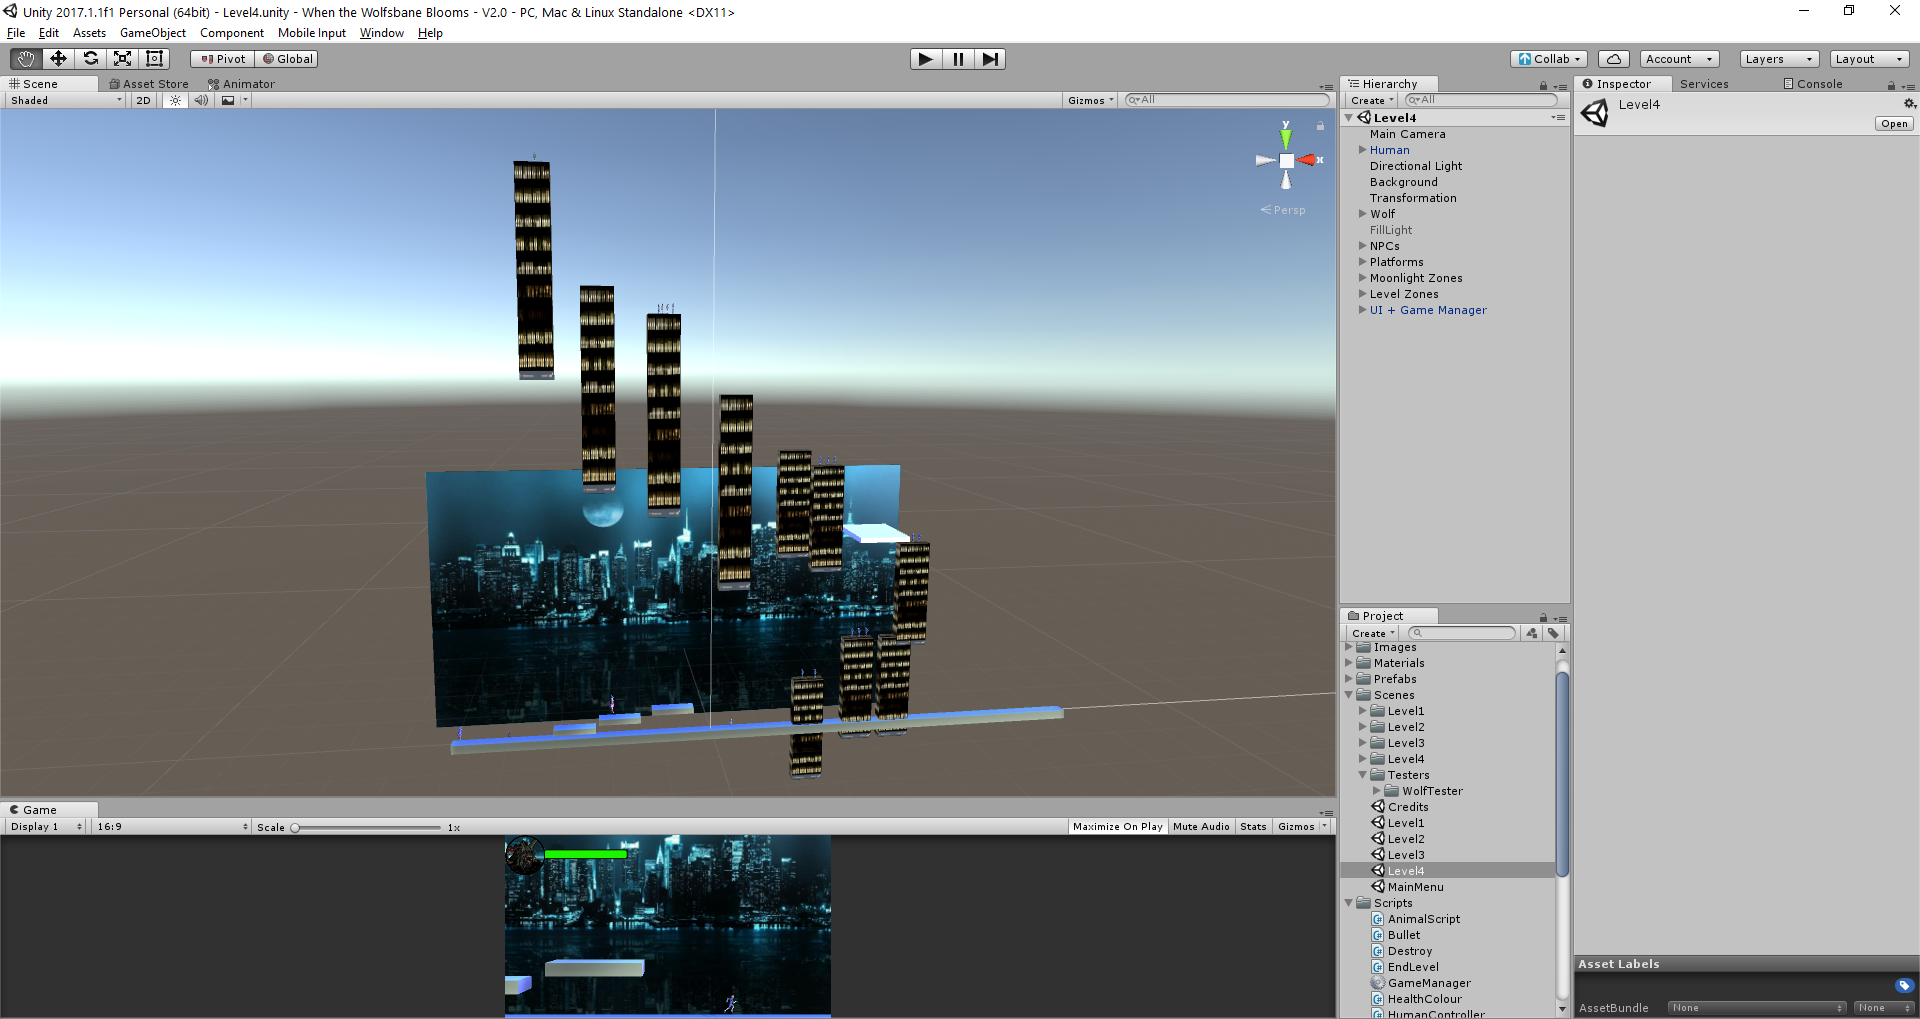 Unity 2017.1.1f1 Personal (64bit) - Level4.unity - When the Wolfsbane Blooms - V2.0 - PC, Mac & Linux Standalone <DX11>
File Edit Assets GameObject Component Mobile Input Window Help
Pivot Global Collab Account Layers Layout
Scene Asset Store Animator
Shaded 2D Gizmos All
y
x
Persp
Hierarchy
Create All
Level4
Main Camera
Human
Directional Light
Background
Transformation
Wolf
FillLight
NPCs
Platforms
Moonlight Zones
Level Zones
UI + Game Manager
Inspector Services Console
Level4
Open
Project
Create
Images
Materials
Prefabs
Scenes
Level1
Level2
Level3
Level4
Testers
WolfTester
Credits
Level1
Level2
Level3
Level4
MainMenu
Scripts
AnimalScript
Bullet
Destroy
EndLevel
GameManager
HealthColour
HumanController
Game
Display 1 16:9 Scale 1x Maximize On Play Mute Audio Stats Gizmos
Asset Labels
AssetBundle None None